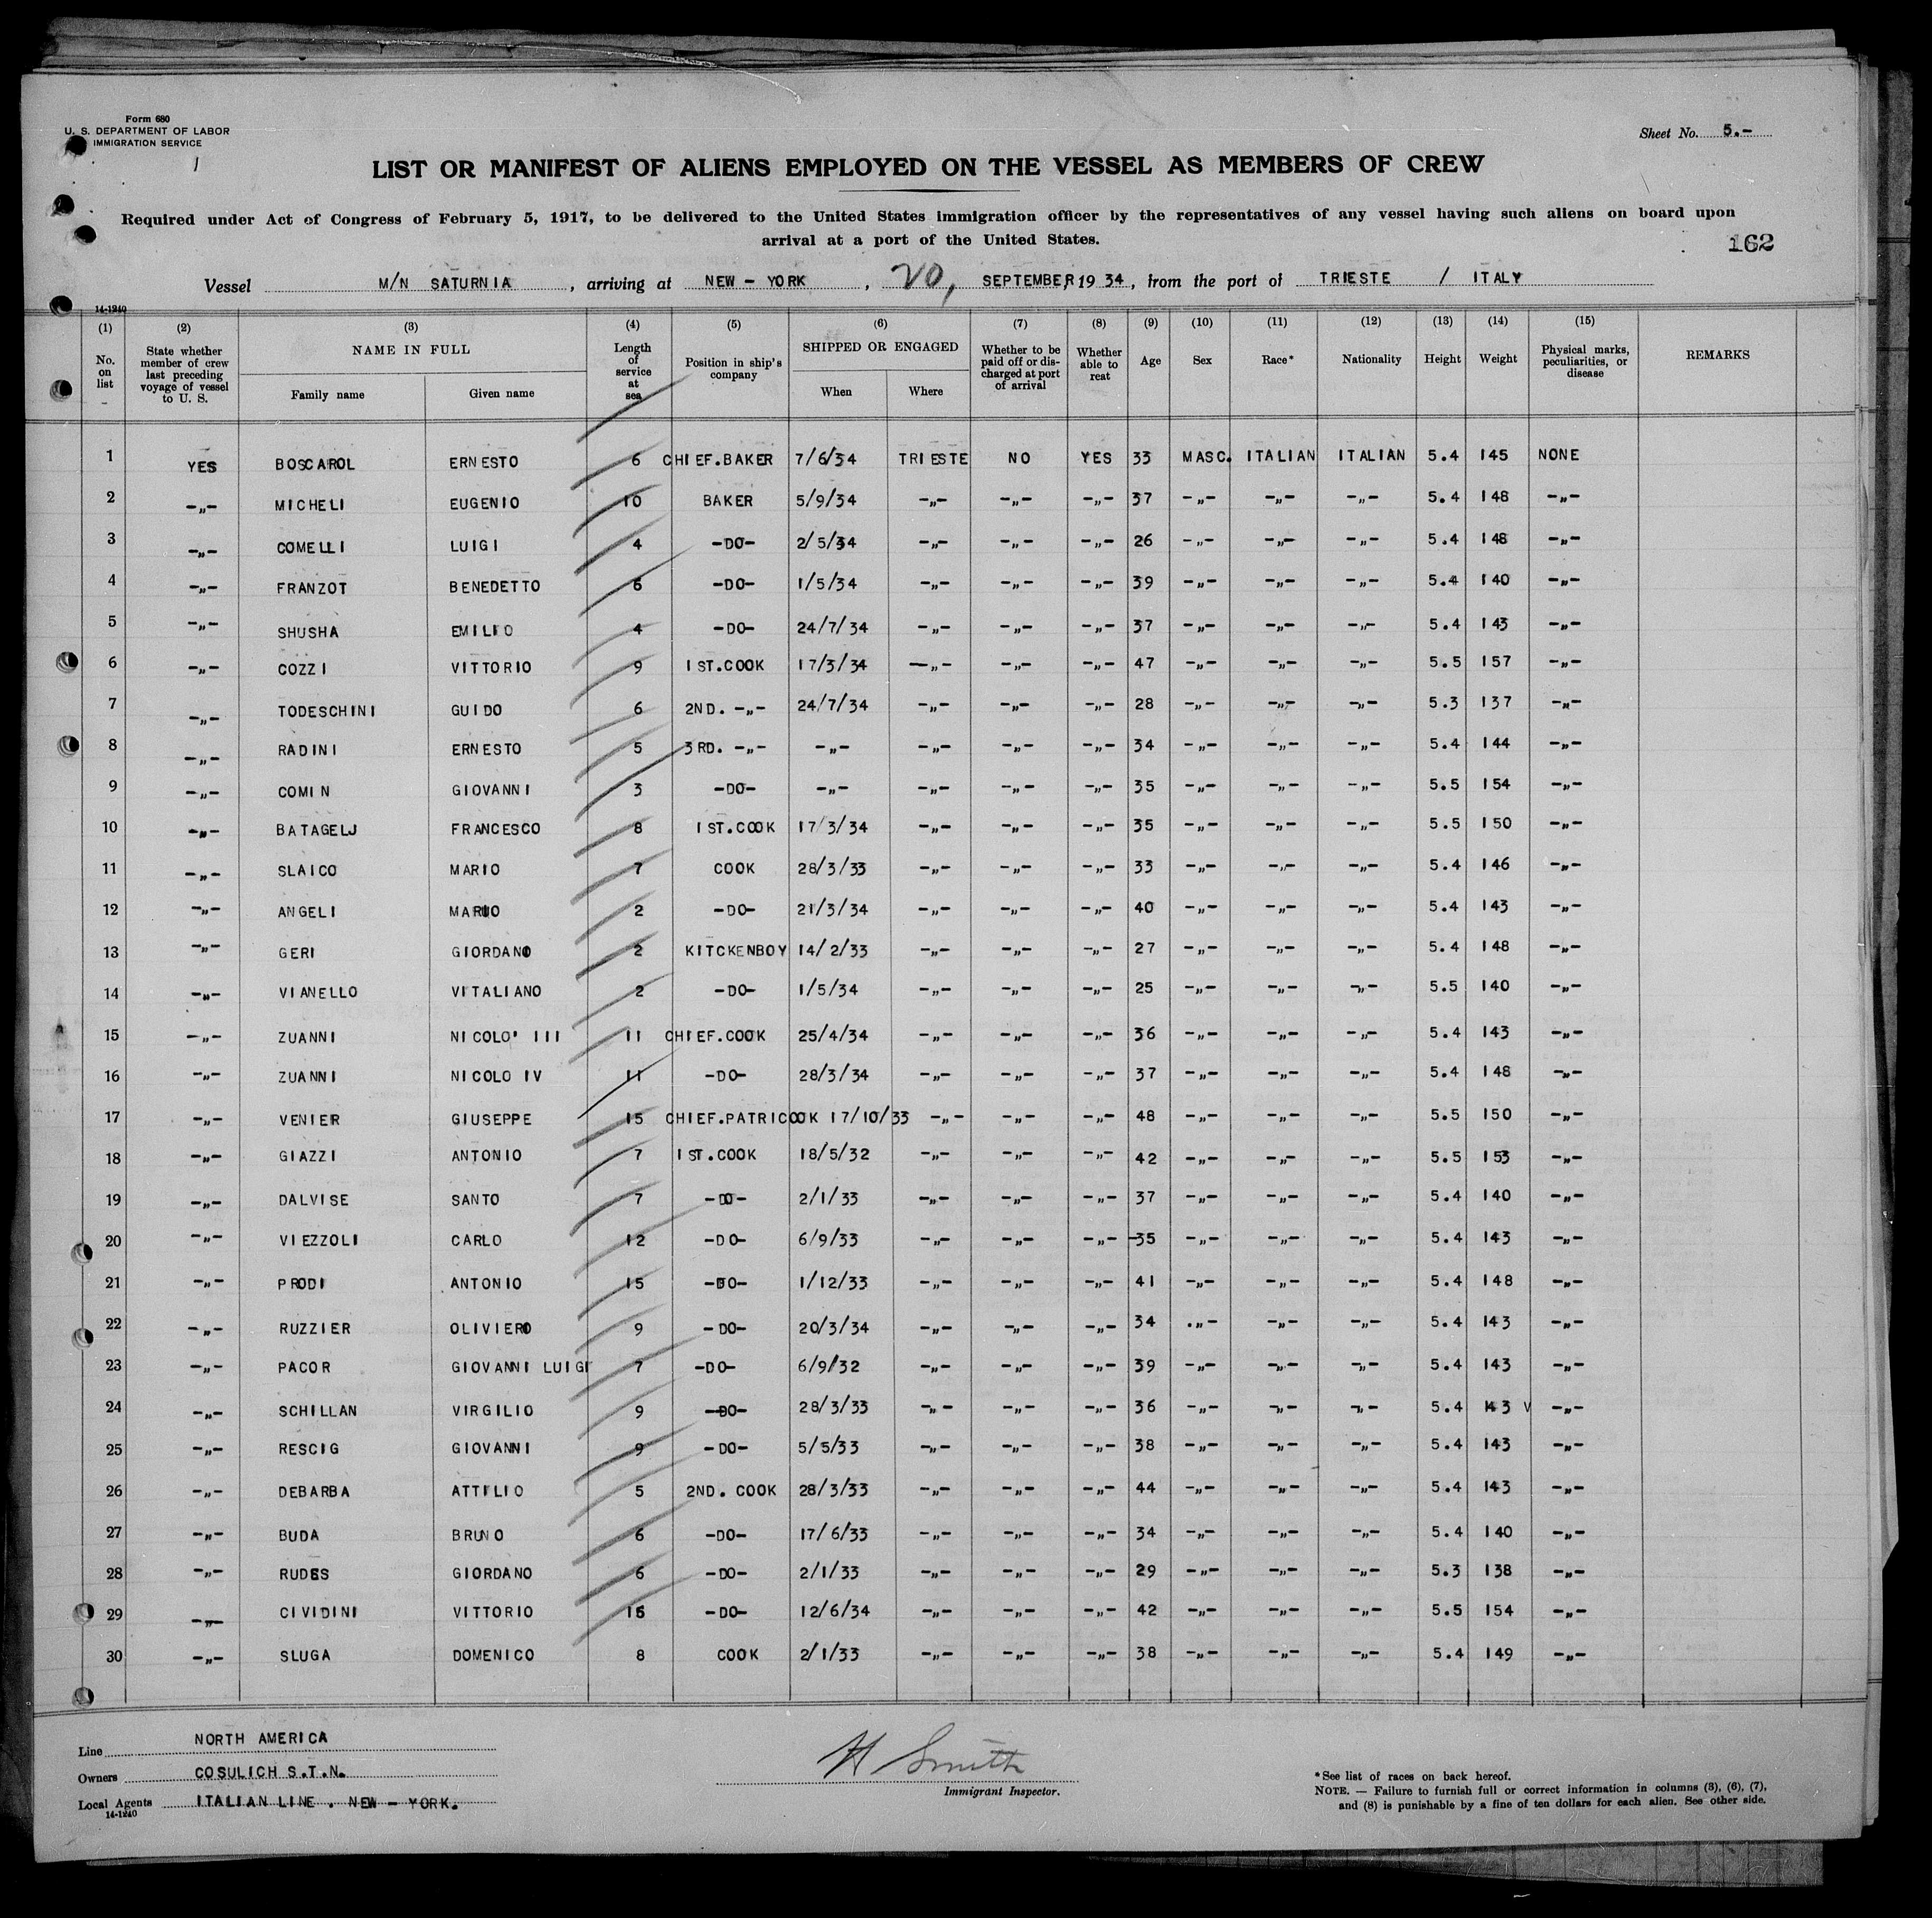 Form 680
U. S. DEPARTMENT OF LABOR
IMMIGRATION SERVICE
Sheet No. 5.-
LIST OR MANIFEST OF ALIENS EMPLOYED ON THE VESSEL AS MEMBERS OF CREW
Required under Act of Congress of February 5, 1917, to be delivered to the United States immigration officer by the representatives of any vessel having such aliens on board upon
arrival at a port of the United States.
162
Vessel M/N SATURNIA, arriving at NEW-YORK, 20, SEPTEMBER, 1934, from the port of TRIESTE / ITALY
14-1240
(1) (2) (3) (4) (5) (6) (7) (8) (9) (10) (11) (12) (13) (14) (15)
No. on list | State whether member of crew last preceding voyage of vessel to U. S. | NAME IN FULL Family name Given name | Length of service at sea | Position in ship's company | SHIPPED OR ENGAGED When Where | Whether to be paid off or discharged at port of arrival | Whether able to reat | Age | Sex | Race* | Nationality | Height | Weight | Physical marks, peculiarities, or disease | REMARKS
1 YES BOSCAROL ERNESTO 6 CHIEF.BAKER 7/6/34 TRIESTE NO YES 33 MASC. ITALIAN ITALIAN 5.4 145 NONE
2 -"- MICHELI EUGENIO 10 BAKER 5/9/34 -"- -"- -"- 37 -"- -"- -"- 5.4 148 -"-
3 -"- COMELLI LUIGI 4 -DO- 2/5/34 -"- -"- -"- 26 -"- -"- -"- 5.4 148 -"-
4 -"- FRANZOT BENEDETTO 6 -DO- 1/5/34 -"- -"- -"- 39 -"- -"- -"- 5.4 140 -"-
5 -"- SHUSHA EMILIO 4 -DO- 24/7/34 -"- -"- -"- 37 -"- -"- -"- 5.4 143 -"-
6 -"- COZZI VITTORIO 9 1ST.COOK 17/3/34 -"- -"- -"- 47 -"- -"- -"- 5.5 157 -"-
7 -"- TODESCHINI GUIDO 6 2ND. -"- 24/7/34 -"- -"- -"- 28 -"- -"- -"- 5.3 137 -"-
8 -"- RADINI ERNESTO 5 3RD. -"- -"- -"- -"- -"- 34 -"- -"- -"- 5.4 144 -"-
9 -"- COMIN GIOVANNI 3 -DO- -"- -"- -"- -"- 35 -"- -"- -"- 5.5 154 -"-
10 -"- BATAGELJ FRANCESCO 8 1ST.COOK 17/3/34 -"- -"- -"- 35 -"- -"- -"- 5.5 150 -"-
11 -"- SLAICO MARIO 7 COOK 28/3/33 -"- -"- -"- 33 -"- -"- -"- 5.4 146 -"-
12 -"- ANGELI MARIO 2 -DO- 21/3/34 -"- -"- -"- 40 -"- -"- -"- 5.4 143 -"-
13 -"- GERI GIORDANO 2 KITCKENBOY 14/2/33 -"- -"- -"- 27 -"- -"- -"- 5.4 148 -"-
14 -"- VIANELLO VITALIANO 2 -DO- 1/5/34 -"- -"- -"- 25 -"- -"- -"- 5.5 140 -"-
15 -"- ZUANNI NICOLO' III 11 CHIEF.COOK 25/4/34 -"- -"- -"- 36 -"- -"- -"- 5.4 143 -"-
16 -"- ZUANNI NICOLO IV 11 -DO- 28/3/34 -"- -"- -"- 37 -"- -"- -"- 5.4 148 -"-
17 -"- VENIER GIUSEPPE 15 CHIEF.PATRICOOK 17/10/33 -"- -"- -"- 48 -"- -"- -"- 5.5 150 -"-
18 -"- GIAZZI ANTONIO 7 1ST.COOK 18/5/32 -"- -"- -"- 42 -"- -"- -"- 5.5 153 -"-
19 -"- DALVISE SANTO 7 -DO- 2/1/33 -"- -"- -"- 37 -"- -"- -"- 5.4 140 -"-
20 -"- VIEZZOLI CARLO 12 -DO- 6/9/33 -"- -"- -"- 35 -"- -"- -"- 5.4 143 -"-
21 -"- PRODI ANTONIO 15 -DO- 1/12/33 -"- -"- -"- 41 -"- -"- -"- 5.4 148 -"-
22 -"- RUZZIER OLIVIERO 9 -DO- 20/3/34 -"- -"- -"- 34 -"- -"- -"- 5.4 143 -"-
23 -"- PACOR GIOVANNI LUIGI 7 -DO- 6/9/32 -"- -"- -"- 39 -"- -"- -"- 5.4 143 -"-
24 -"- SCHILLAN VIRGILIO 9 -DO- 28/3/33 -"- -"- -"- 36 -"- -"- -"- 5.4 143 V -"-
25 -"- RESCIG GIOVANNI 9 -DO- 5/5/33 -"- -"- -"- 38 -"- -"- -"- 5.4 143 -"-
26 -"- DEBARBA ATTILIO 5 2ND. COOK 28/3/33 -"- -"- -"- 44 -"- -"- -"- 5.4 143 -"-
27 -"- BUDA BRUNO 6 -DO- 17/6/33 -"- -"- -"- 34 -"- -"- -"- 5.4 140 -"-
28 -"- RUDES GIORDANO 6 -DO- 2/1/33 -"- -"- -"- 29 -"- -"- -"- 5.3 138 -"-
29 -"- CIVIDINI VITTORIO 16 -DO- 12/6/34 -"- -"- -"- 42 -"- -"- -"- 5.5 154 -"-
30 -"- SLUGA DOMENICO 8 COOK 2/1/33 -"- -"- -"- 38 -"- -"- -"- 5.4 149 -"-
Line NORTH AMERICA
Owners COSULICH S.T.N.
Local Agents ITALIAN LINE . NEW-YORK.
14-1240
H Smith
Immigrant Inspector.
*See list of races on back hereof.
NOTE. — Failure to furnish full or correct information in columns (3), (6), (7),
and (8) is punishable by a fine of ten dollars for each alien. See other side.